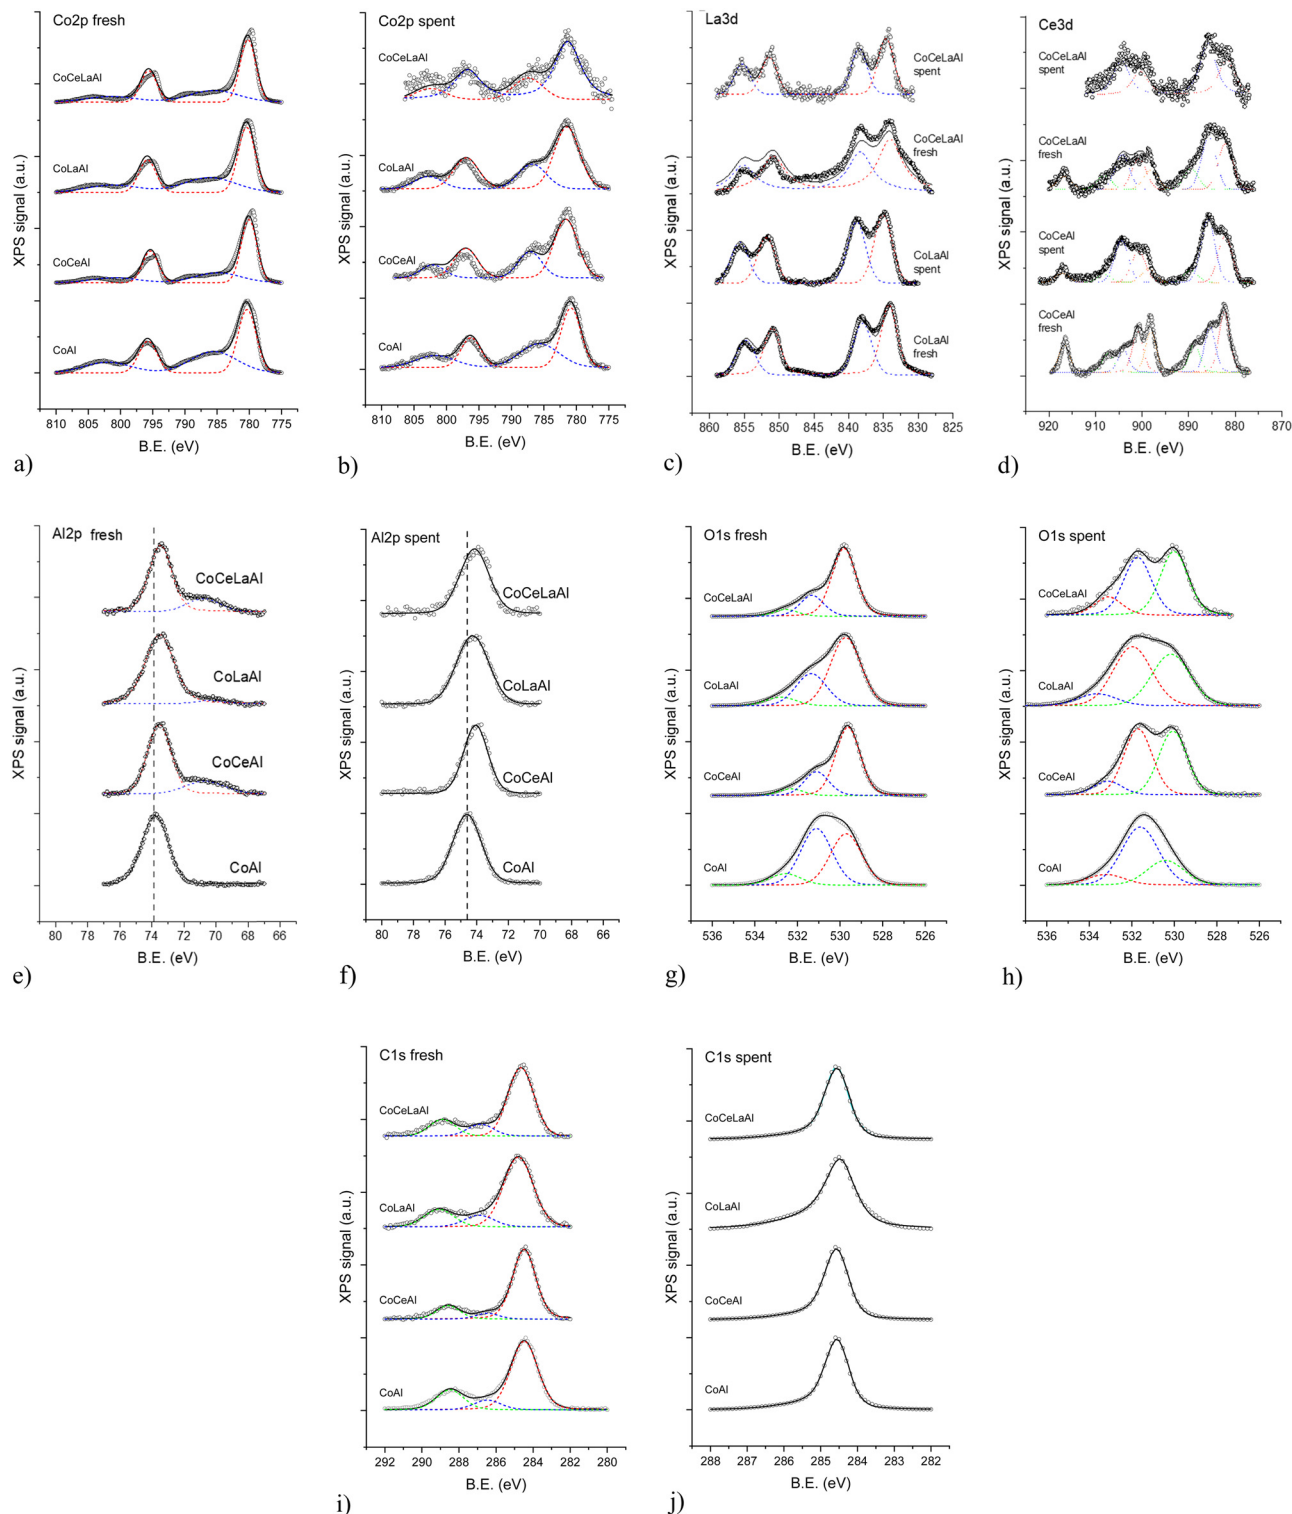 Co2p fresh
CoCeLaAl
CoLaAl
CoCeAl
CoAl
XPS signal (a.u.)
810 805 800 795 790 785 780 775
B.E. (eV)
a)
Co2p spent
CoCeLaAl
CoLaAl
CoCeAl
CoAl
XPS signal (a.u.)
810 805 800 795 790 785 780 775
B.E. (eV)
b)
La3d
CoCeLaAl
spent
CoCeLaAl
fresh
CoLaAl
spent
CoLaAl
fresh
XPS signal (a.u.)
860 855 850 845 840 835 830 825
B.E. (eV)
c)
Ce3d
CoCeLaAl
spent
CoCeLaAl
fresh
CoCeAl
spent
CoCeAl
fresh
XPS signal (a.u.)
920 910 900 890 880 870
B.E. (eV)
d)
Al2p fresh
CoCeLaAl
CoLaAl
CoCeAl
CoAl
XPS signal (a.u.)
80 78 76 74 72 70 68 66
B.E. (eV)
e)
Al2p spent
CoCeLaAl
CoLaAl
CoCeAl
CoAl
XPS signal (a.u.)
80 78 76 74 72 70 68 66
B.E. (eV)
f)
O1s fresh
CoCeLaAl
CoLaAl
CoCeAl
CoAl
XPS signal (a.u.)
536 534 532 530 528 526
B.E. (eV)
g)
O1s spent
CoCeLaAl
CoLaAl
CoCeAl
CoAl
XPS signal (a.u.)
536 534 532 530 528 526
B.E. (eV)
h)
C1s fresh
CoCeLaAl
CoLaAl
CoCeAl
CoAl
XPS signal (a.u.)
292 290 288 286 284 282 280
B.E. (eV)
i)
C1s spent
CoCeLaAl
CoLaAl
CoCeAl
CoAl
XPS signal (a.u.)
288 287 286 285 284 283 282
B.E. (eV)
j)